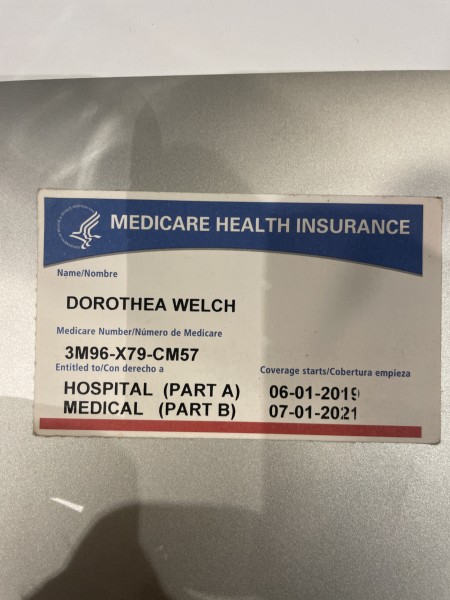 MEDICARE HEALTH INSURANCE
Name/Nombre
DOROTHEA WELCH
Medicare Number/Número de Medicare
3M96-X79-CM57
Entitled to/Con derecho a Coverage starts/Cobertura empieza
HOSPITAL (PART A) 06-01-2019
MEDICAL (PART B) 07-01-2021